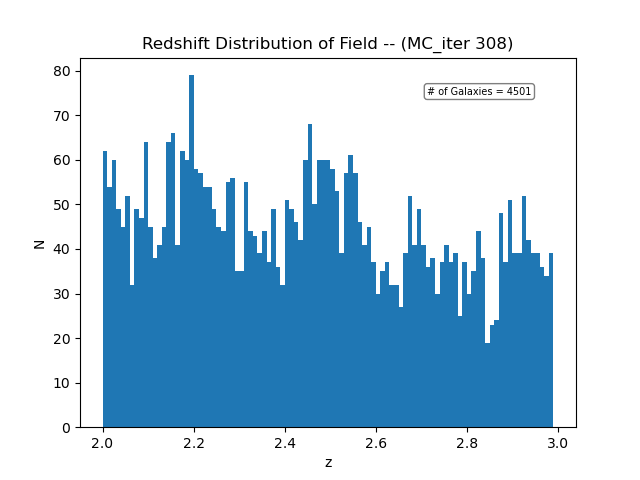 Redshift Distribution of Field -- (MC_iter 308)
# of Galaxies = 4501
80
70
60
50
40
30
20
10
0
N
2.0 2.2 2.4 2.6 2.8 3.0
z